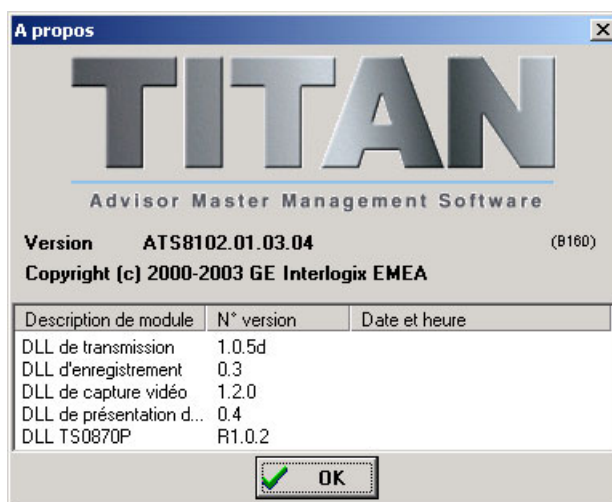 A propos
TITAN
Advisor Master Management Software
Version ATS8102.01.03.04 (B160)
Copyright (c) 2000-2003 GE Interlogix EMEA
Description de module N° version Date et heure
DLL de transmission 1.0.5d
DLL d'enregistrement 0.3
DLL de capture vidéo 1.2.0
DLL de présentation d... 0.4
DLL TS0870P R1.0.2
OK